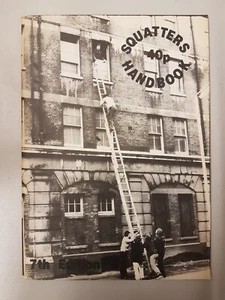 SQUATTERS
40p
HANDBOOK
7th Edition